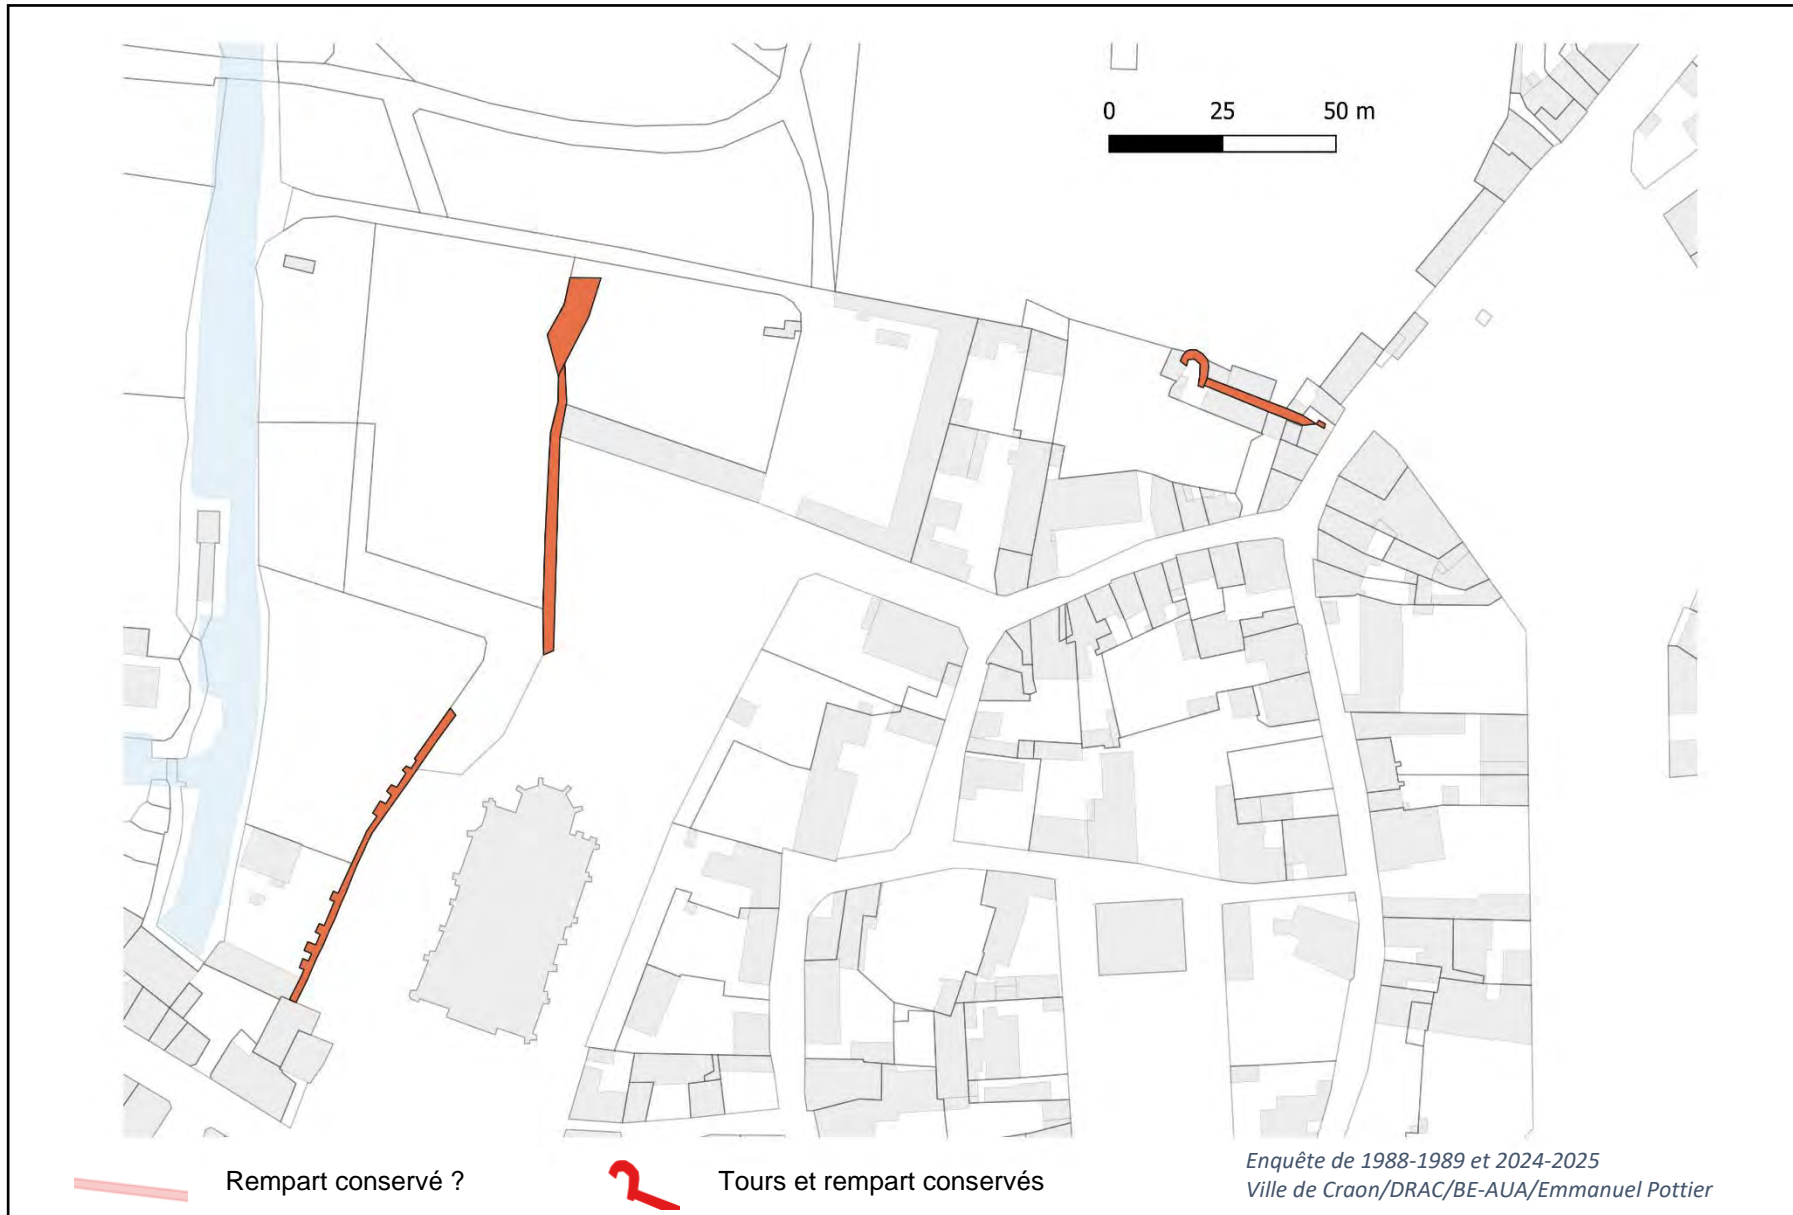 0 25 50 m
Rempart conservé ?
Tours et rempart conservés
Enquête de 1988-1989 et 2024-2025
Ville de Craon/DRAC/BE-AUA/Emmanuel Pottier